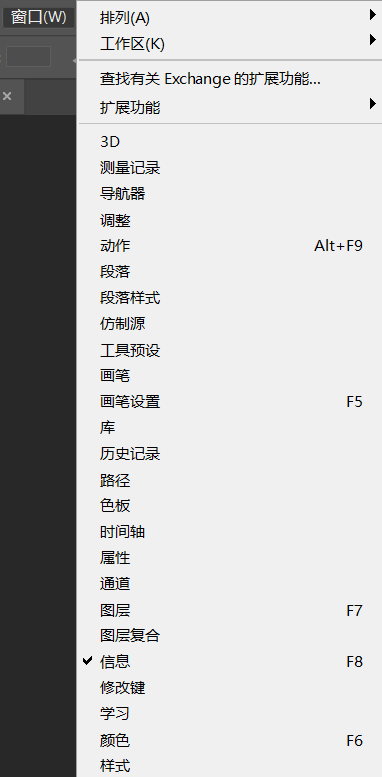 窗口(W)
排列(A)
工作区(K)
查找有关 Exchange 的扩展功能...
扩展功能
3D
测量记录
导航器
调整
动作 Alt+F9
段落
段落样式
仿制源
工具预设
画笔
画笔设置 F5
库
历史记录
路径
色板
时间轴
属性
通道
图层 F7
图层复合
信息 F8
修改键
学习
颜色 F6
样式